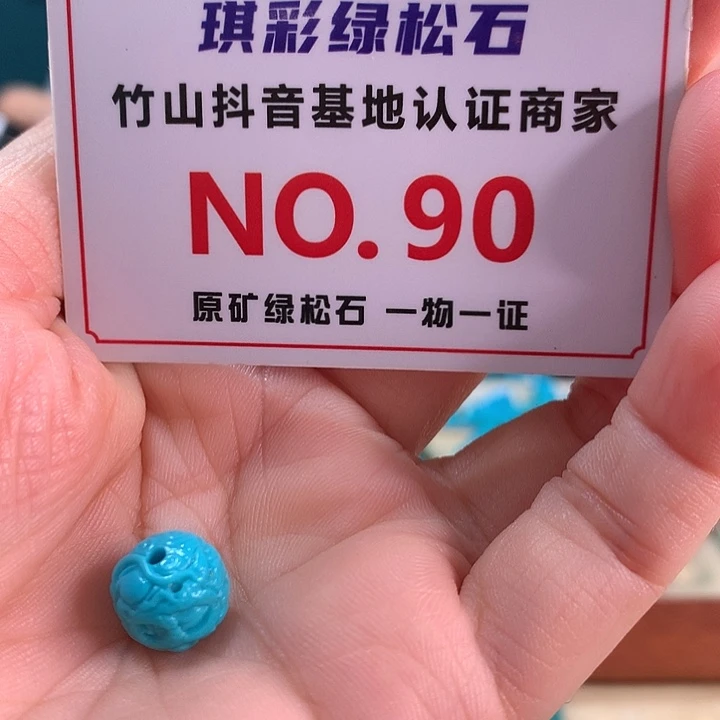 琪彩绿松石
竹山抖音基地认证商家
NO. 90
原矿绿松石 一物一证